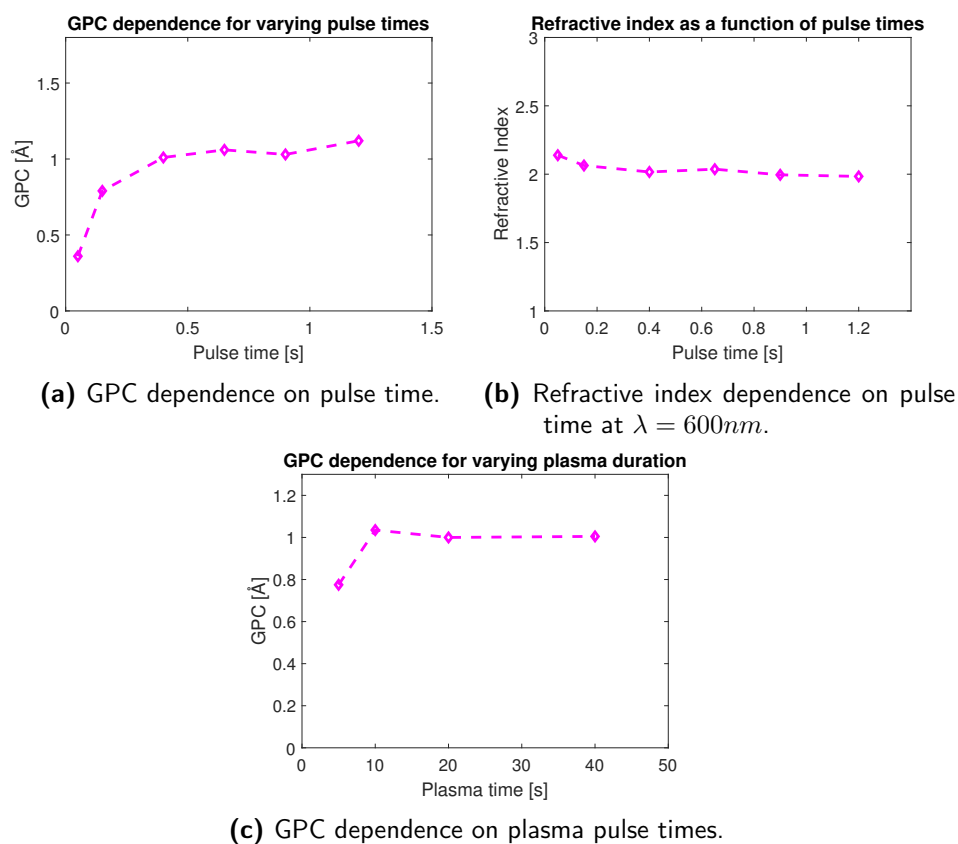 GPC dependence for varying pulse times
GPC [Å]
1.5
1
0.5
0
0
0.5
1
1.5
Pulse time [s]
(a) GPC dependence on pulse time.
Refractive index as a function of pulse times
Refractive Index
3
2.5
2
1.5
1
0
0.2
0.4
0.6
0.8
1
1.2
Pulse time [s]
(b) Refractive index dependence on pulse
time at λ = 600nm.
GPC dependence for varying plasma duration
GPC [Å]
1.2
1
0.8
0.6
0.4
0.2
0
0
10
20
30
40
50
Plasma time [s]
(c) GPC dependence on plasma pulse times.